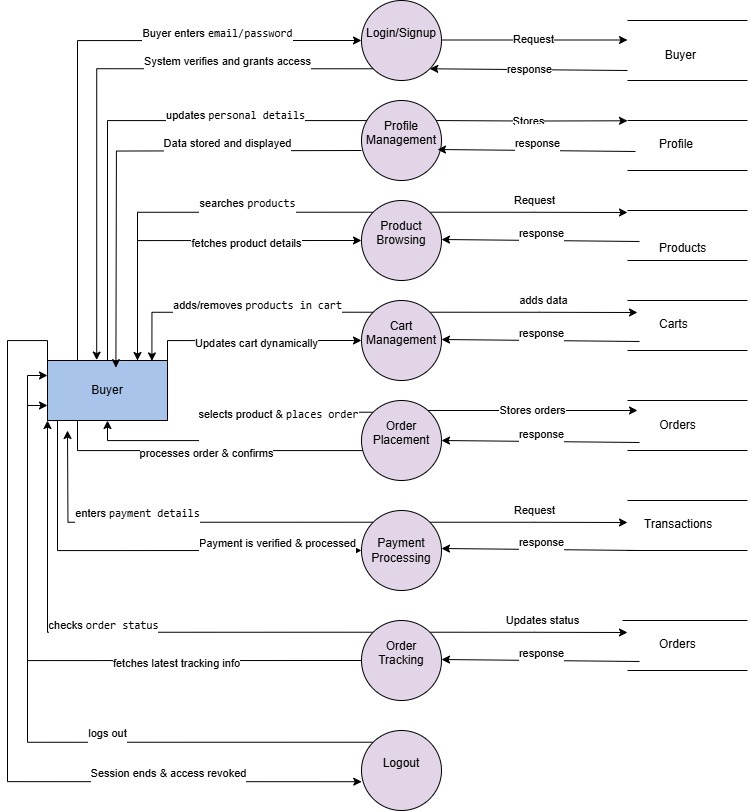 Buyer enters email/password
Login/Signup
Request
Buyer
System verifies and grants access
response
updates personal details
Profile
Management
Stores
Profile
Data stored and displayed
response
searches products
Product
Browsing
Request
Products
fetches product details
response
adds/removes products in cart
Cart
Management
adds data
Carts
Updates cart dynamically
response
Buyer
selects product & places order
Order
Placement
Stores orders
Orders
processes order & confirms
response
enters payment details
Payment
Processing
Request
Transactions
Payment is verified & processed
response
checks order status
Order
Tracking
Updates status
Orders
fetches latest tracking info
response
logs out
Logout
Session ends & access revoked